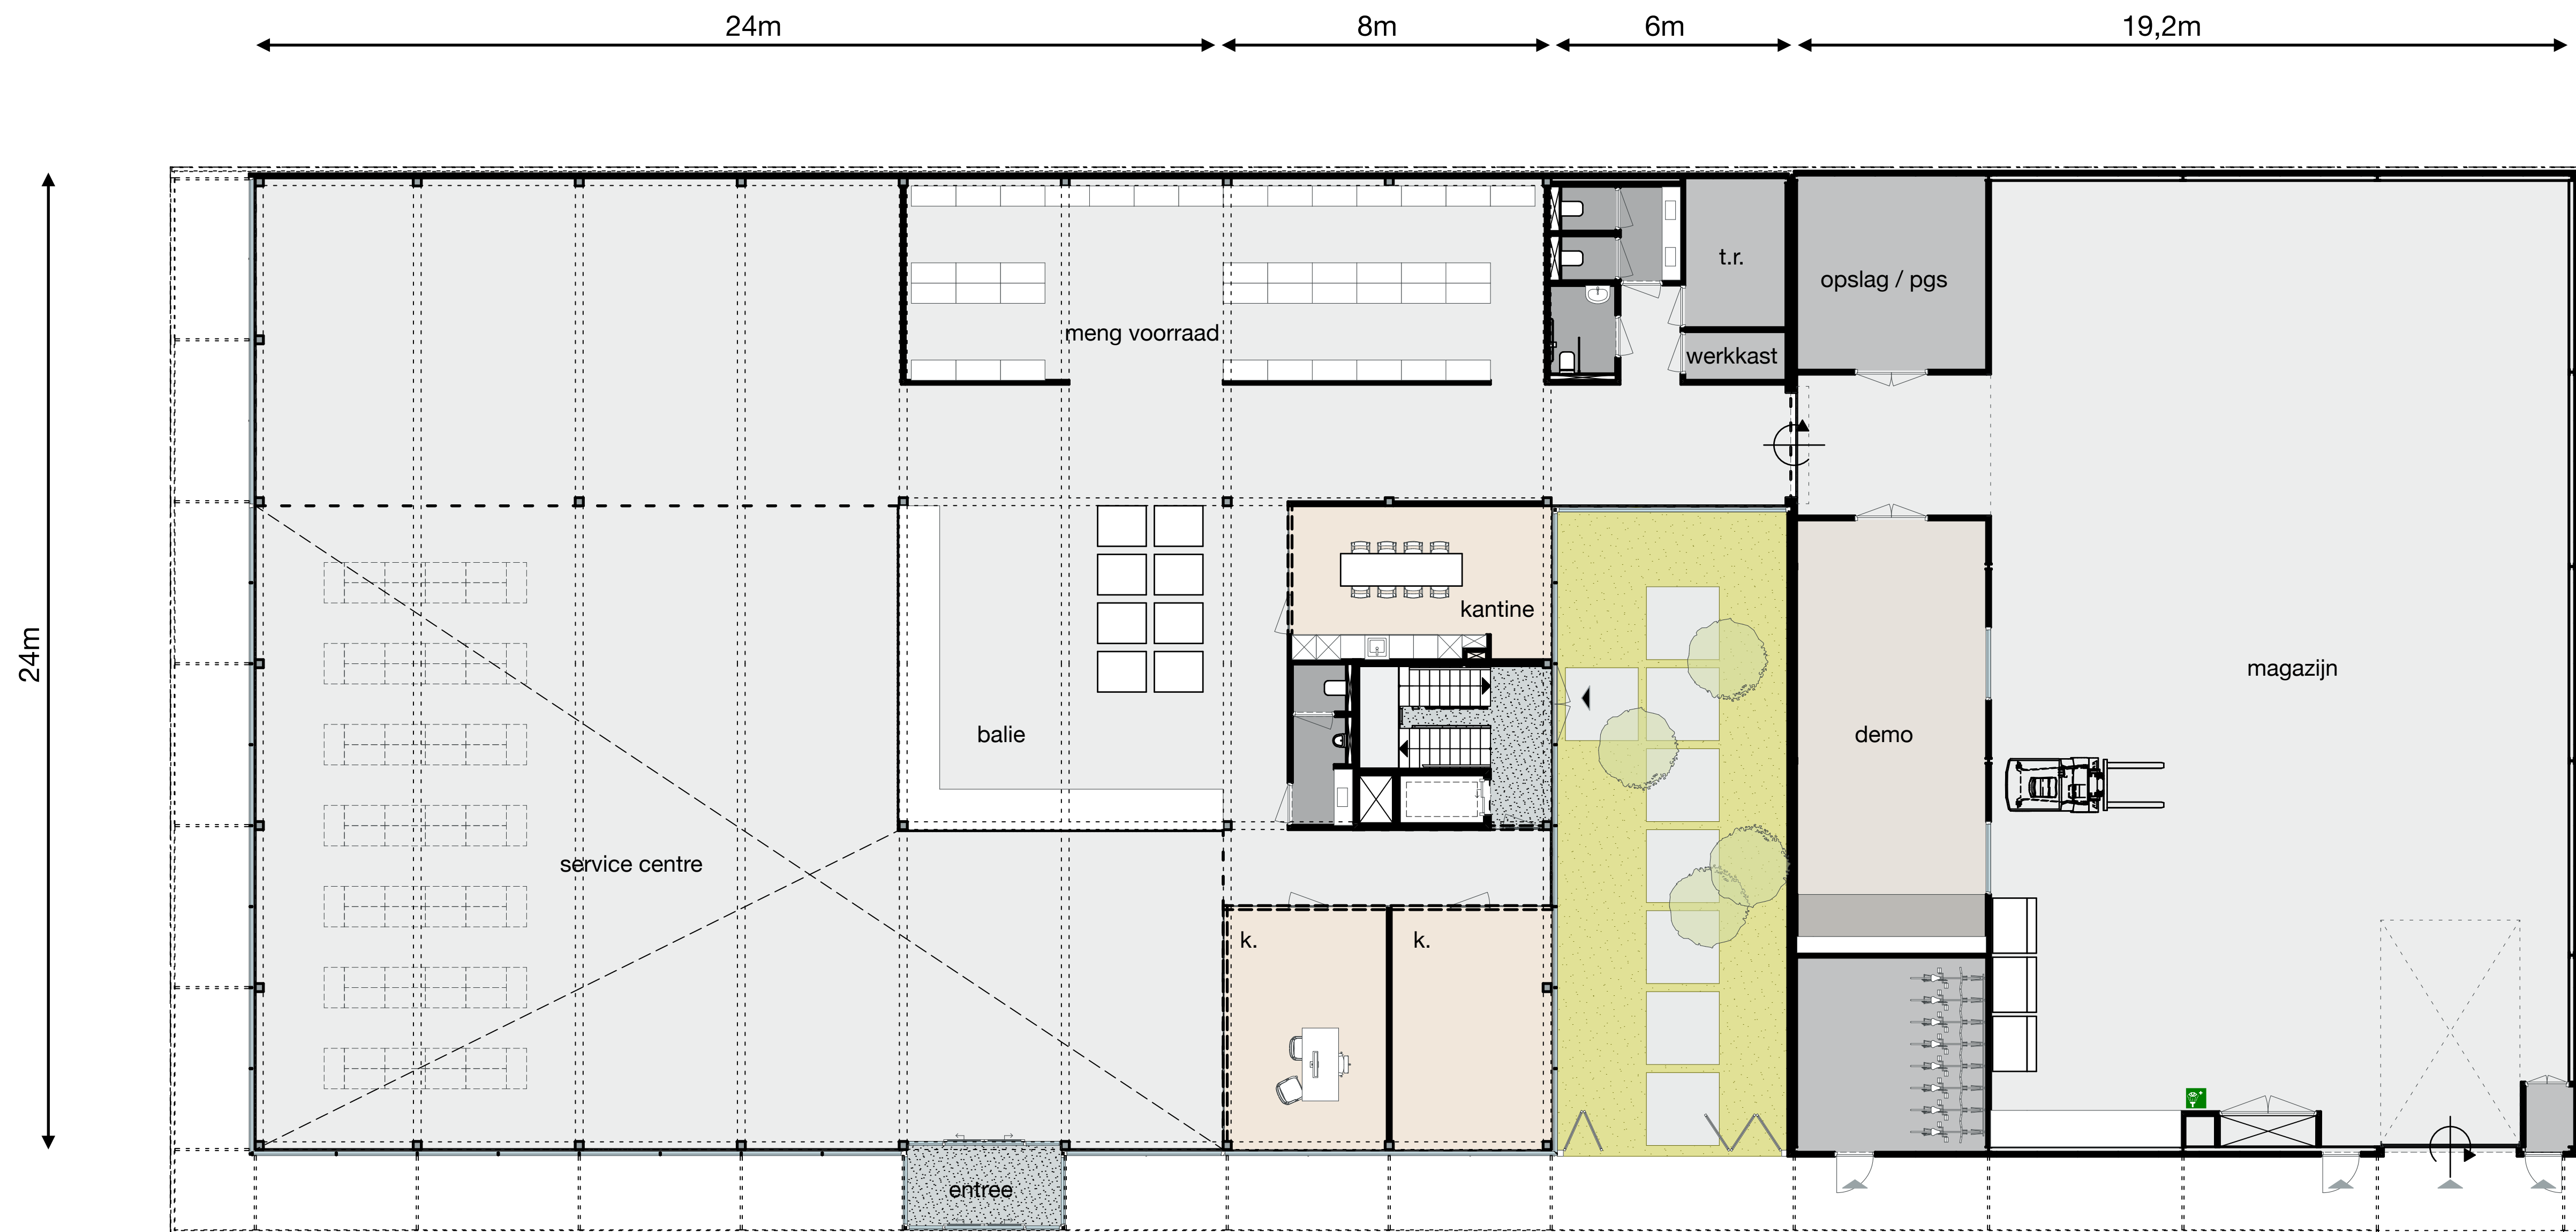 24m
8m
6m
19,2m
24m
t.r.
opslag / pgs
meng voorraad
werkkast
kantine
magazijn
balie
demo
service centre
k.
k.
entree